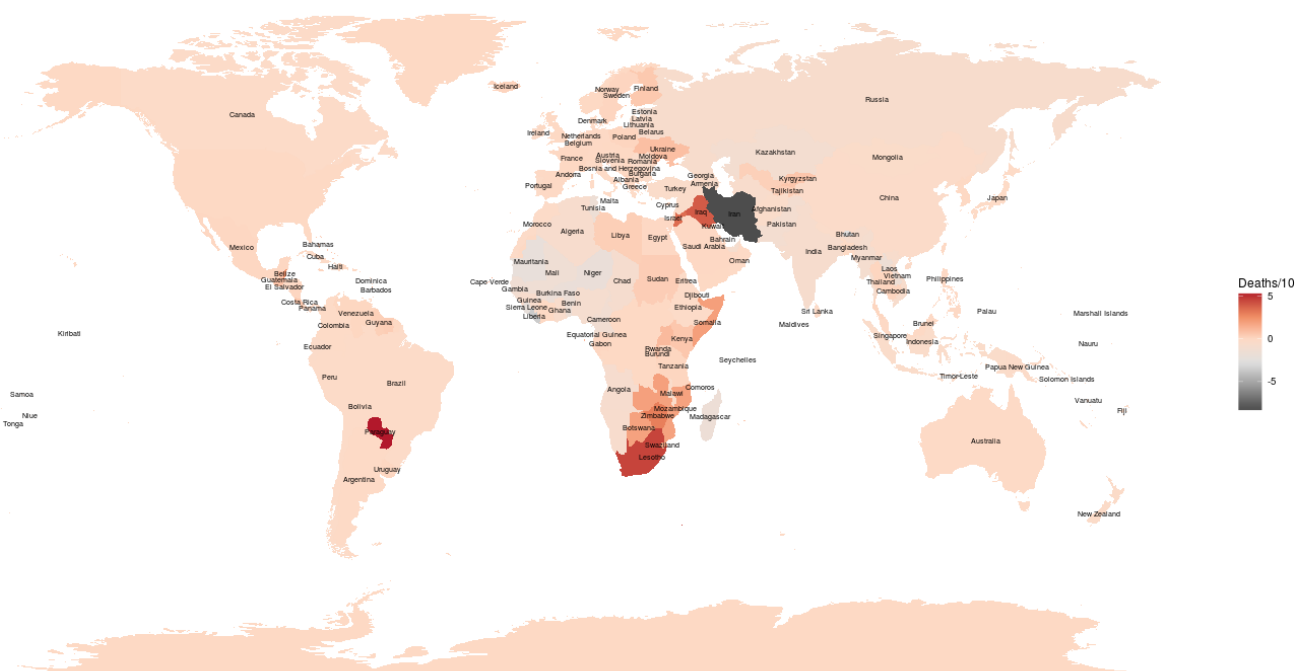 Iceland
Norway
Finland
Sweden
Russia
Canada
Estonia
Latvia
Denmark
Lithuania
Ireland
Netherlands
Poland
Belarus
Belgium
Ukraine
France
Austria
Moldova
Slovenia
Romania
Kazakhstan
Mongolia
Bosnia and Herzegovina
Bulgaria
Andorra
Albania
Georgia
Kyrgyzstan
Portugal
Greece
Turkey
Armenia
Tajikistan
China
Japan
Malta
Tunisia
Cyprus
Iraq
Iran
Afghanistan
Israel
Morocco
Algeria
Libya
Egypt
Kuwait
Pakistan
Bahrain
Saudi Arabia
Bhutan
Mexico
Bahamas
Cuba
India
Bangladesh
Myanmar
Oman
Haiti
Mauritania
Mali
Niger
Laos
Belize
Guatemala
El Salvador
Dominica
Barbados
Cape Verde
Gambia
Burkina Faso
Chad
Sudan
Eritrea
Vietnam
Thailand
Philippines
Cambodia
Costa Rica
Panama
Venezuela
Guyana
Colombia
Guinea
Benin
Sierra Leone
Ghana
Liberia
Cameroon
Djibouti
Ethiopia
Somalia
Sri Lanka
Maldives
Palau
Marshall Islands
Brunei
Kiribati
Ecuador
Equatorial Guinea
Gabon
Kenya
Rwanda
Burundi
Singapore
Indonesia
Nauru
Seychelles
Tanzania
Papua New Guinea
Peru
Brazil
Angola
Malawi
Comoros
Timor-Leste
Solomon Islands
Samoa
Niue
Tonga
Bolivia
Mozambique
Zimbabwe
Madagascar
Vanuatu
Fiji
Paraguay
Botswana
Swaziland
Lesotho
Australia
Uruguay
Argentina
New Zealand
Deaths/10
5
0
-5